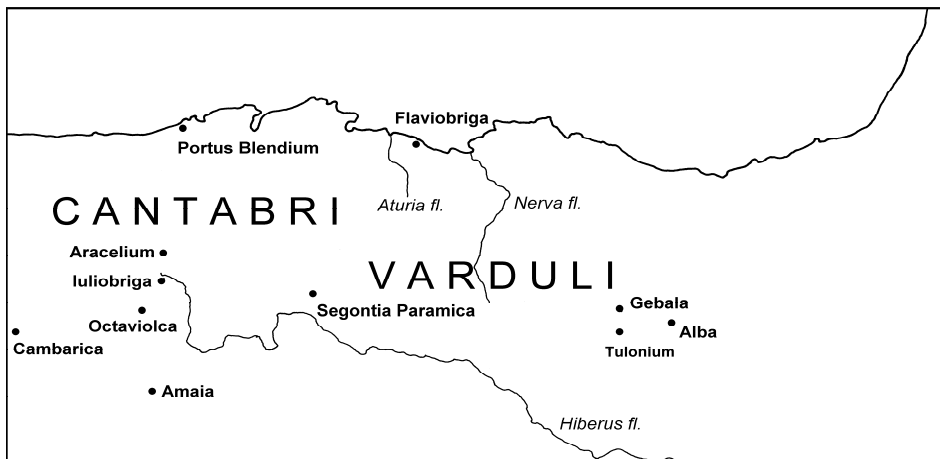 Flaviobriga
Portus Blendium
Aturia fl.
Nerva fl.
CANTABRI
Aracelium
VARDULI
Iuliobriga
Gebala
Segontia Paramica
Octaviolca
Alba
Cambarica
Tulonium
Amaia
Hiberus fl.